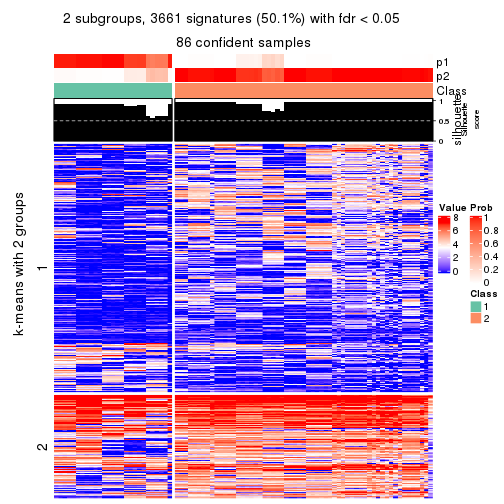 2 subgroups, 3661 signatures (50.1%) with fdr < 0.05
86 confident samples
p1
p2
Class
silhouette
Silhouette
score
1
0.5
0
k-means with 2 groups
1
2
Value
8
6
4
2
0
Prob
1
0.8
0.6
0.4
0.2
0
Class
1
2